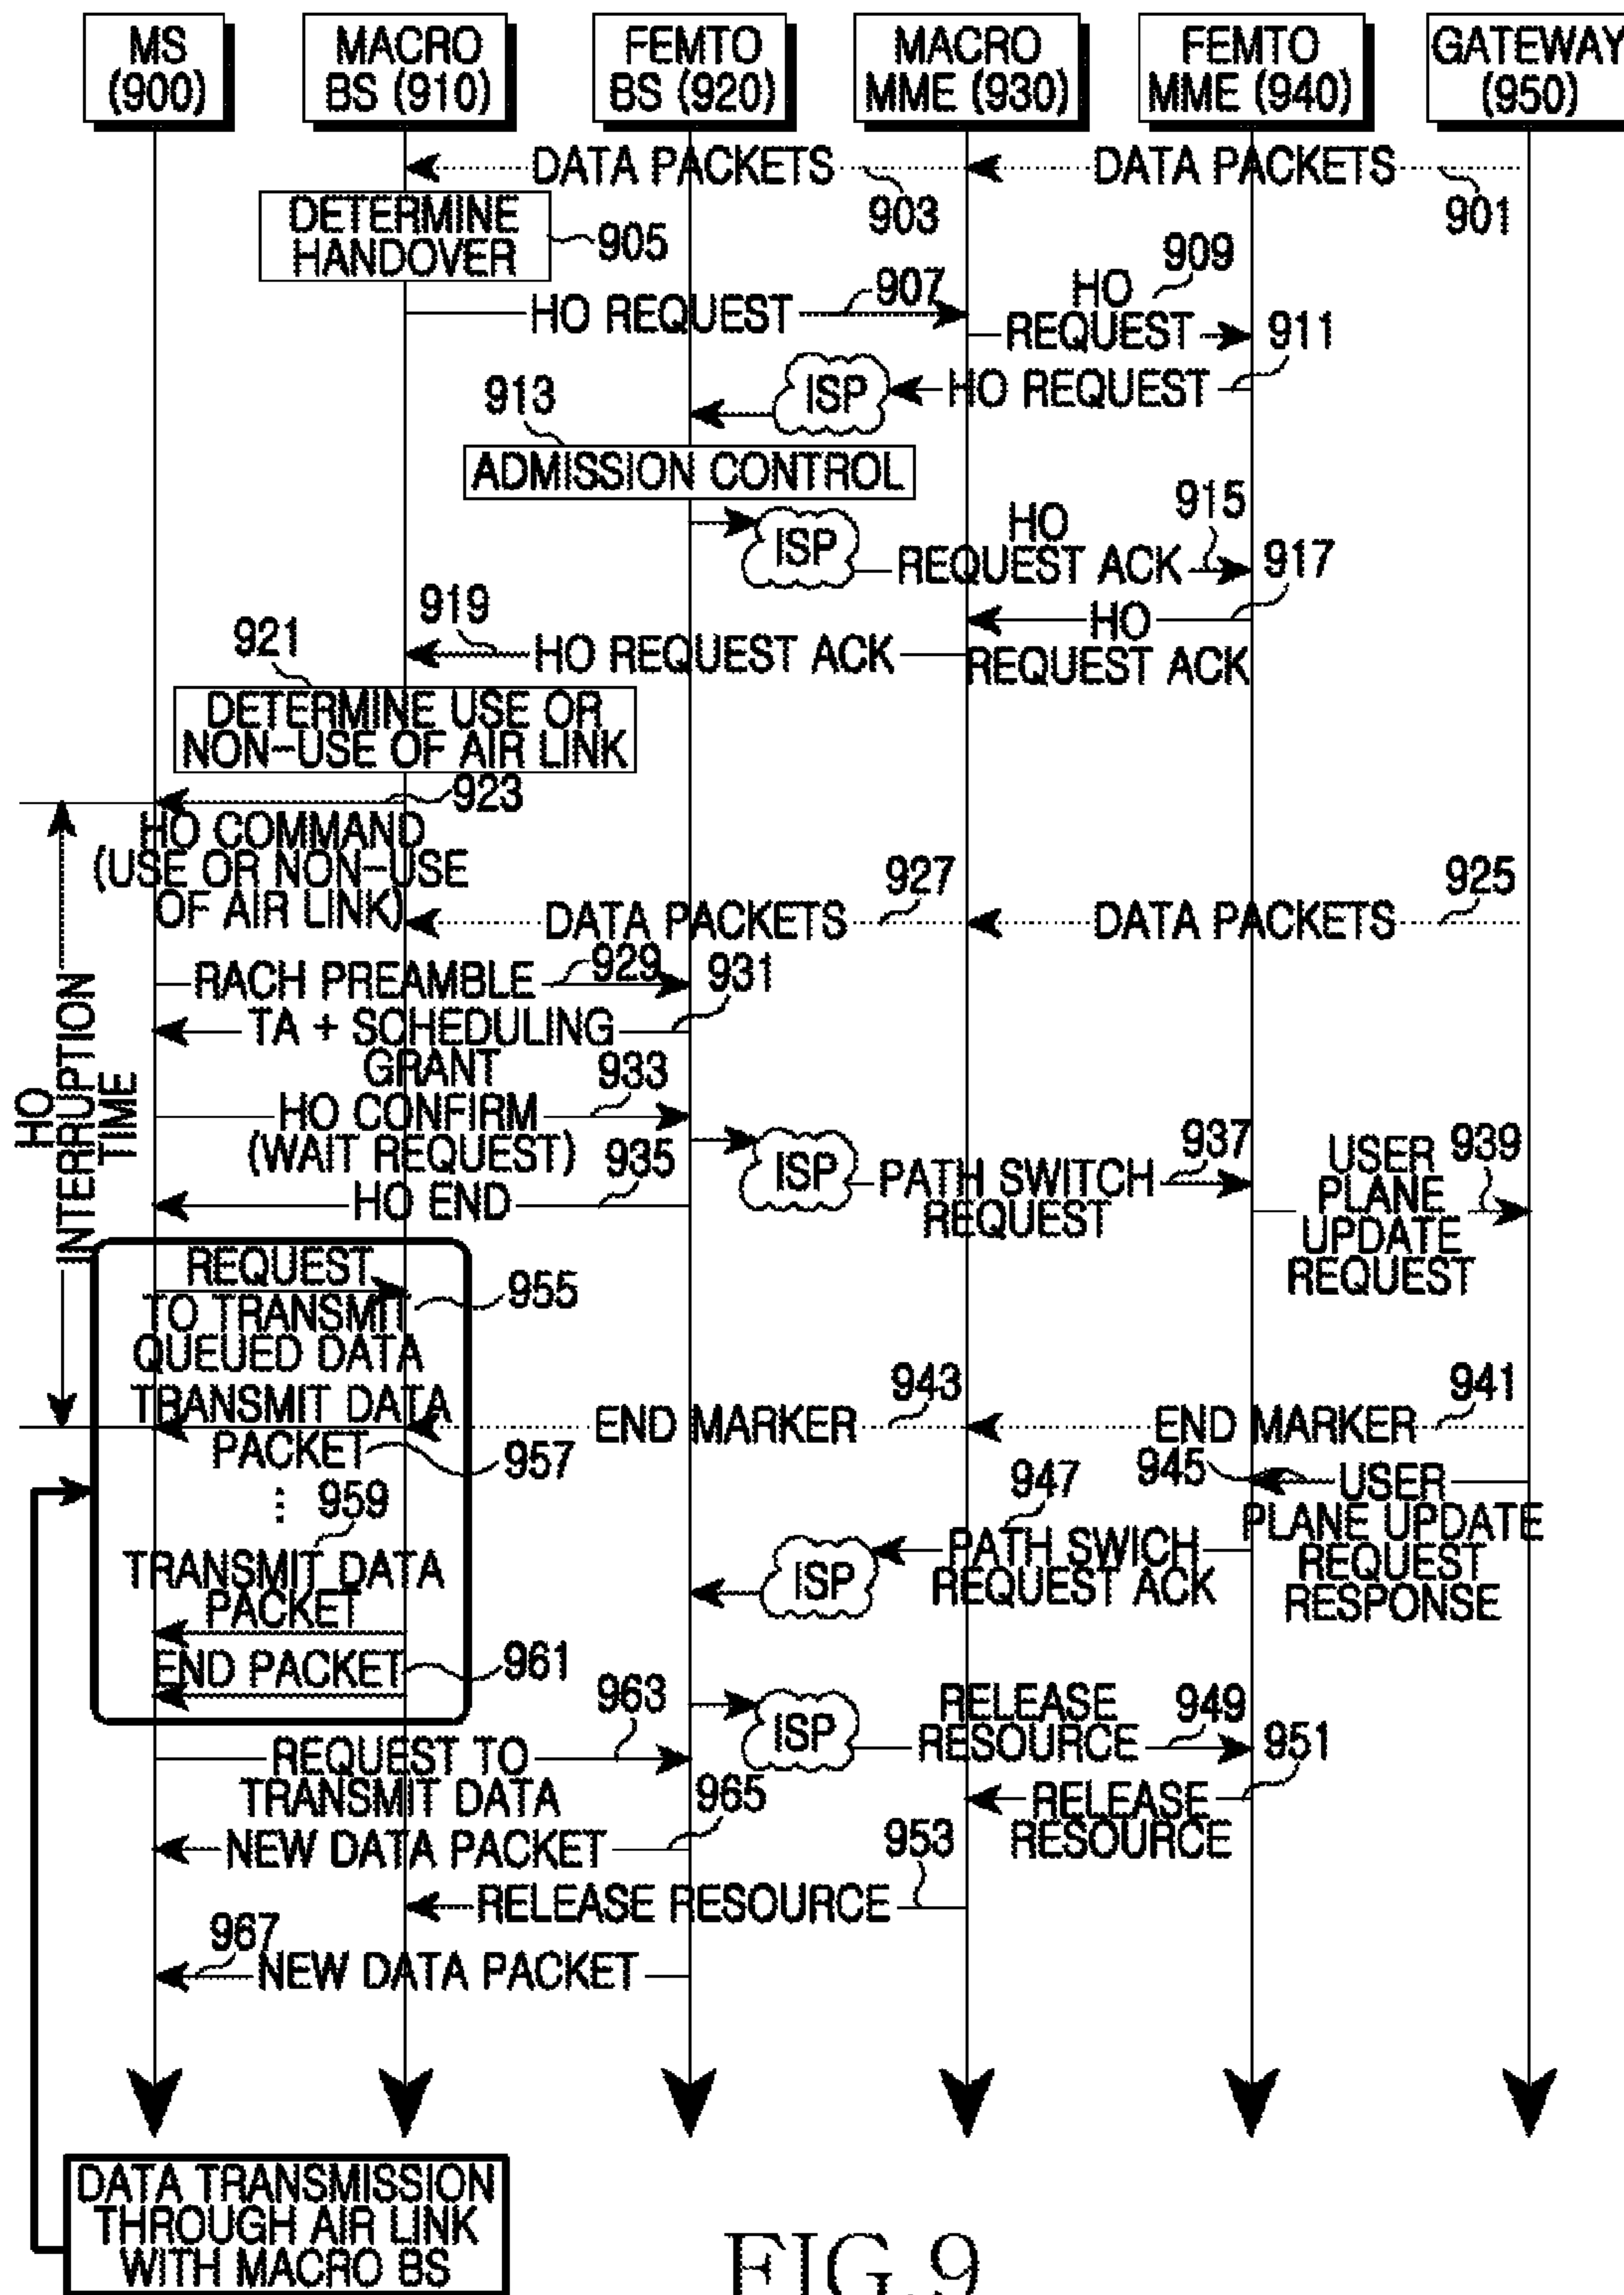 MS
(900)
MACRO
BS (910)
FEMTO
BS (920)
MACRO
MME (930)
FEMTO
MME (940)
GATEWAY
(950)
DATA PACKETS
903
DATA PACKETS
901
DETERMINE
HANDOVER
905
HO REQUEST
907
HO
REQUEST
909
911
ISP
HO REQUEST
913
ADMISSION CONTROL
ISP
HO
REQUEST ACK
915
917
HO
REQUEST ACK
919
HO REQUEST ACK
921
DETERMINE USE OR
NON-USE OF AIR LINK
923
HO COMMAND
(USE OR NON-USE
OF AIR LINK)
DATA PACKETS
927
DATA PACKETS
925
RACH PREAMBLE
929
931
TA + SCHEDULING
GRANT
933
HO CONFIRM
(WAIT REQUEST)
935
HO END
ISP
PATH SWITCH
REQUEST
937
USER
PLANE
UPDATE
REQUEST
939
HO
INTERRUPTION
TIME
REQUEST
TO TRANSMIT
QUEUED DATA
955
TRANSMIT DATA
PACKET
957
END MARKER
943
END MARKER
941
945
USER
PLANE UPDATE
REQUEST
RESPONSE
947
ISP
PATH SWICH
REQUEST ACK
⋮
959
TRANSMIT DATA
PACKET
END PACKET
961
963
ISP
RELEASE
RESOURCE
949
951
REQUEST TO
TRANSMIT DATA
RELEASE
RESOURCE
965
NEW DATA PACKET
953
RELEASE RESOURCE
967
NEW DATA PACKET
DATA TRANSMISSION
THROUGH AIR LINK
WITH MACRO BS
FIG.9